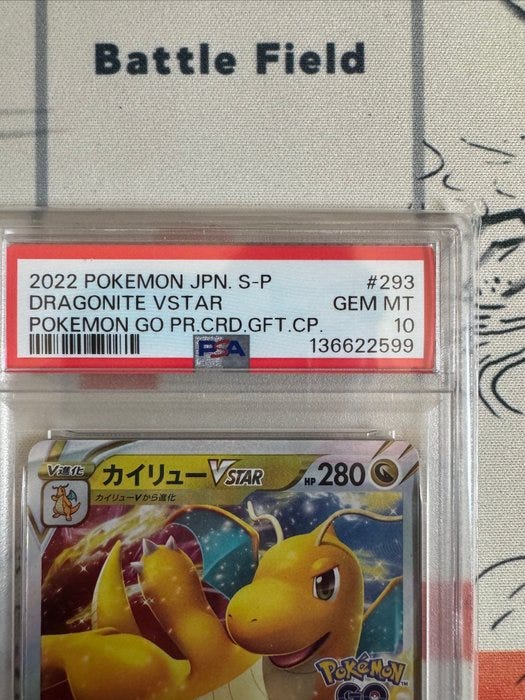 Battle Field
2022 POKEMON JPN. S-P #293
DRAGONITE VSTAR GEM MT
POKEMON GO PR.CRD.GFT.CP. 10
PSA 136622599
V進化 カイリューVSTAR HP 280
カイリューVから進化
Pokémon
GO